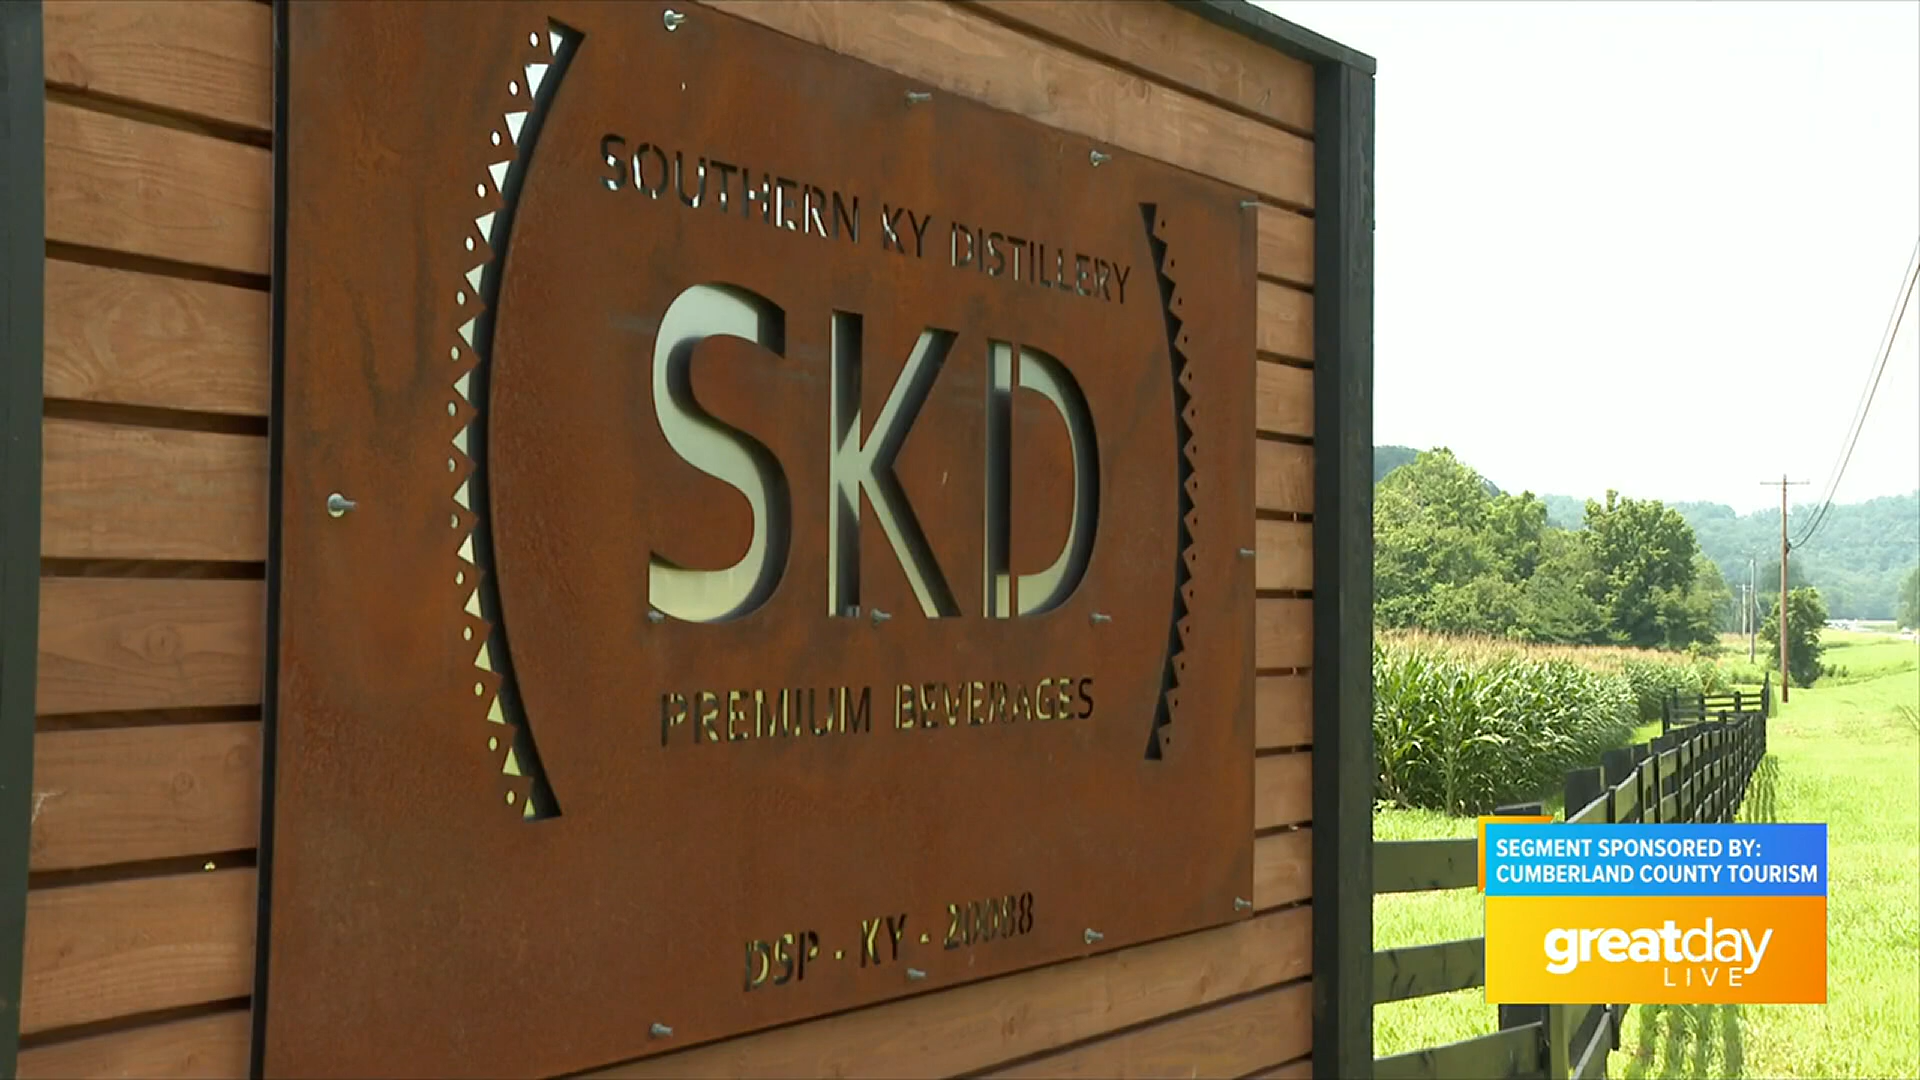 SOUTHERN KY DISTILLERY
SKD
PREMIUM BEVERAGES
DSP - KY - 20088
SEGMENT SPONSORED BY:
CUMBERLAND COUNTY TOURISM
greatday
LIVE